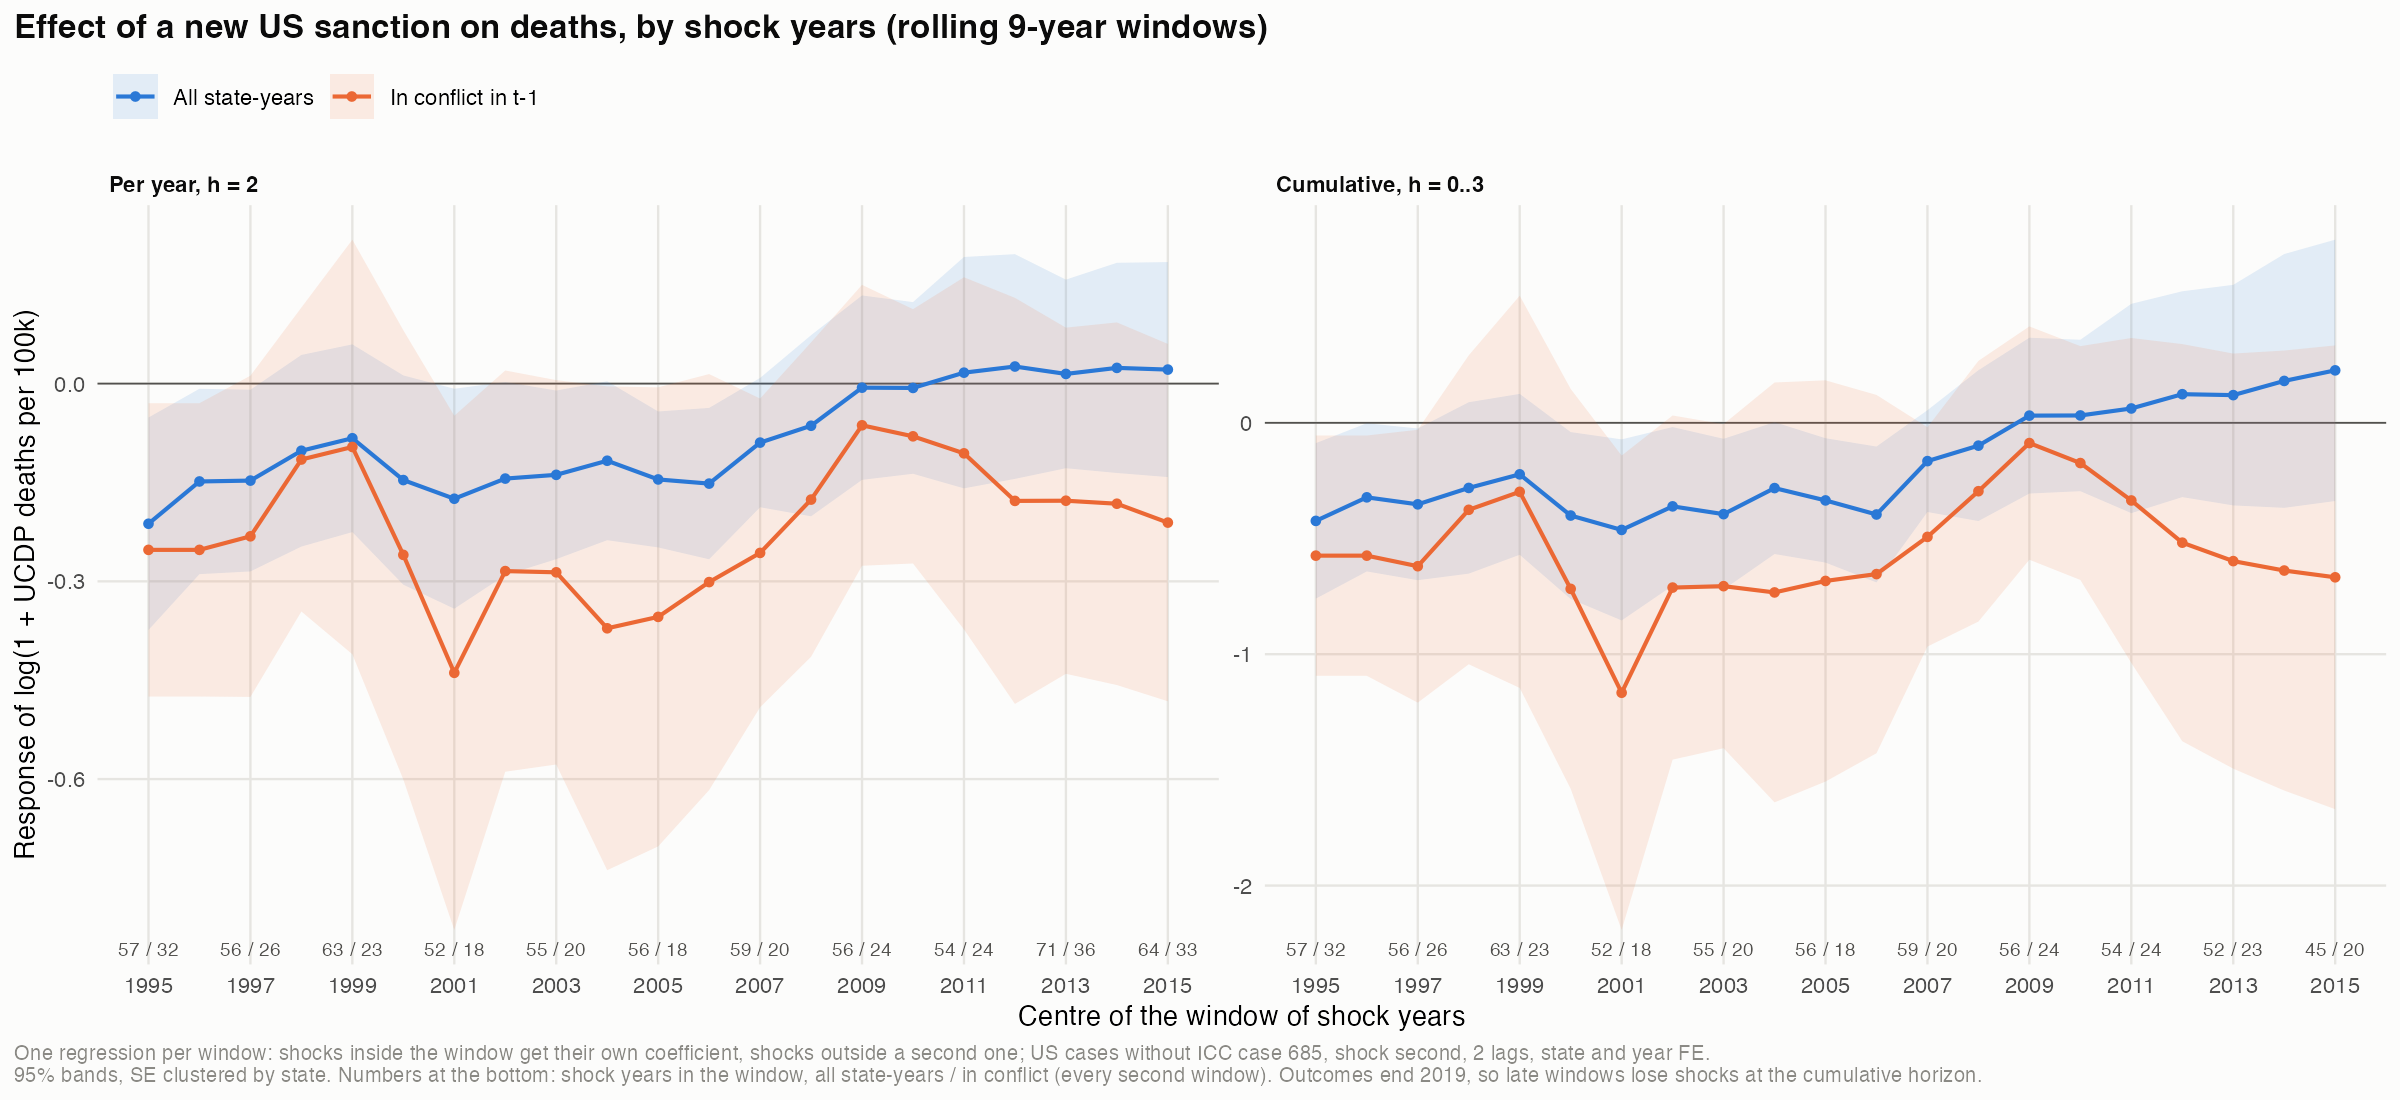 Effect of a new US sanction on deaths, by shock years (rolling 9-year windows)
All state-years
In conflict in t-1
Per year, h = 2
Cumulative, h = 0..3
Response of log(1 + UCDP deaths per 100k)
0.0
-0.3
-0.6
0
-1
-2
57 / 32 56 / 26 63 / 23 52 / 18 55 / 20 56 / 18 59 / 20 56 / 24 54 / 24 71 / 36 64 / 33
1995 1997 1999 2001 2003 2005 2007 2009 2011 2013 2015
57 / 32 56 / 26 63 / 23 52 / 18 55 / 20 56 / 18 59 / 20 56 / 24 54 / 24 52 / 23 45 / 20
1995 1997 1999 2001 2003 2005 2007 2009 2011 2013 2015
Centre of the window of shock years
One regression per window: shocks inside the window get their own coefficient, shocks outside a second one; US cases without ICC case 685, shock second, 2 lags, state and year FE.
95% bands, SE clustered by state. Numbers at the bottom: shock years in the window, all state-years / in conflict (every second window). Outcomes end 2019, so late windows lose shocks at the cumulative horizon.